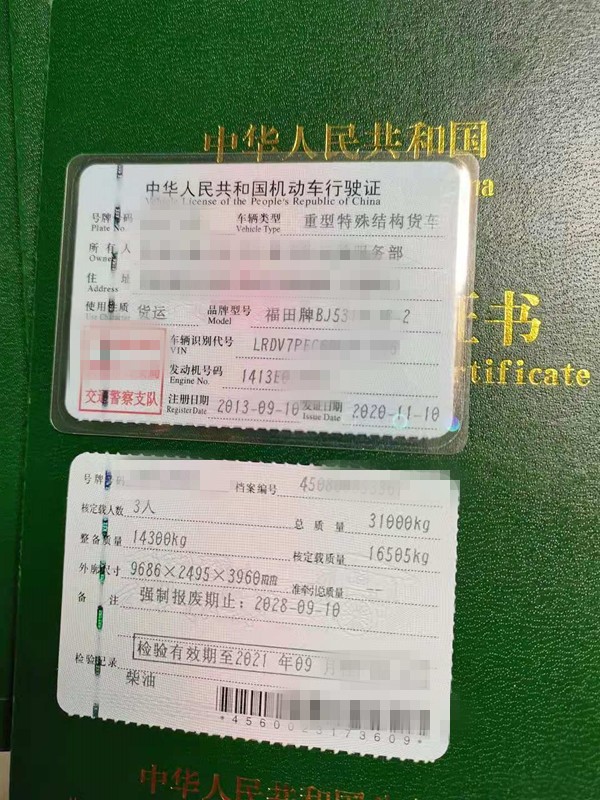 中华人民共和国
证书
tificate
中华人民共和国机动车行驶证
License of the People's Republic of China
号牌 码
Plate No.
车辆类型
Vehicle Type
重型特殊结构货车
所有人
Owner
务部
住 址
Address
使用性质
Use Character
货运
品牌型号
Model
福田牌BJ53
2
车辆识别代号
VIN
LRDV7PEC
发动机号码
Engine No.
1413E0
交通警察支队
注册日期
Register Date
2013-09-10
发证日期
Issue Date
2020-11-10
号牌 码
档案编号
45080
核定载人数
3人
总质量
31000kg
整备质量
14300kg
核定载质量
16505kg
外廓尺寸
9686×2495×3960mm
准牵引总质量
--
备 注
强制报废期止：2028-09-10
检验记录
检验有效期至2021 年09 月
柴油
*4560023173609*
中华人民共和国